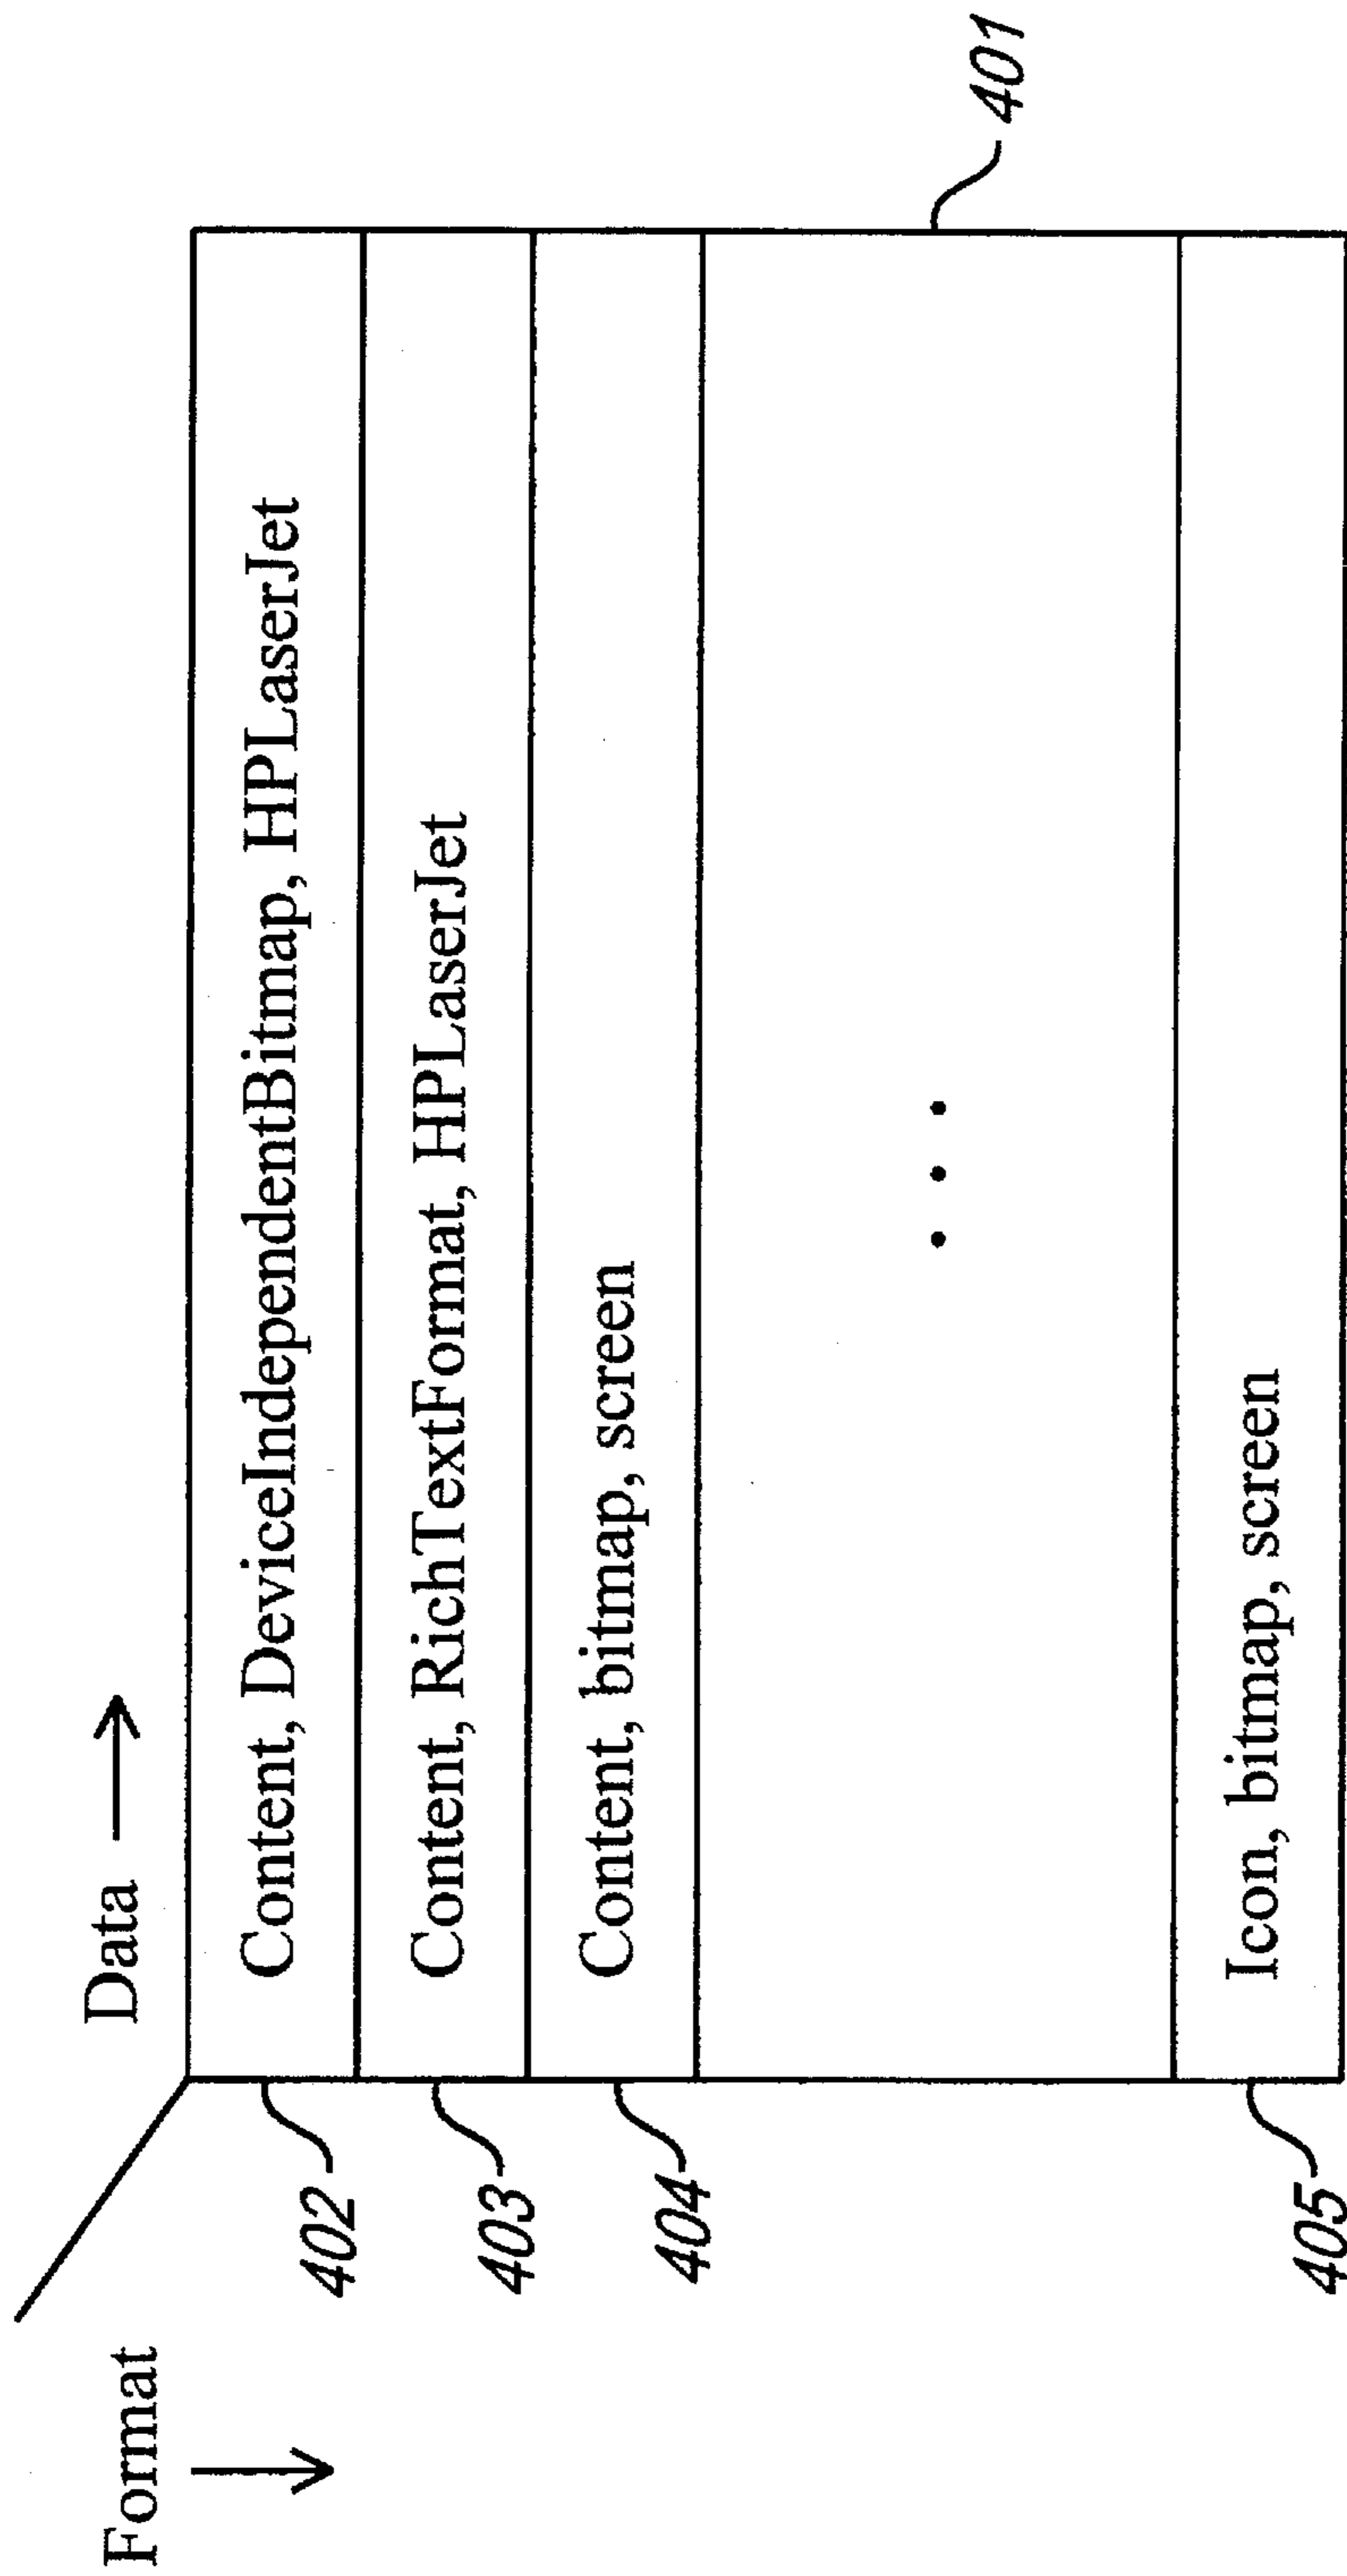 Data
Format
402
Content, DeviceIndependentBitmap, HPLaserJet
403
Content, RichTextFormat, HPLaserJet
404
Content, bitmap, screen
401
. . .
405
Icon, bitmap, screen